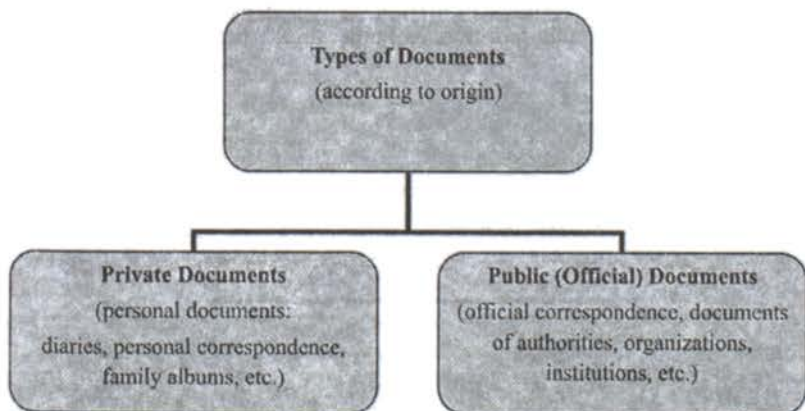 Types of Documents
(according to origin)
Private Documents
(personal documents:
diaries, personal correspondence,
family albums, etc.)
Public (Official) Documents
(official correspondence, documents
of authorities, organizations,
institutions, etc.)